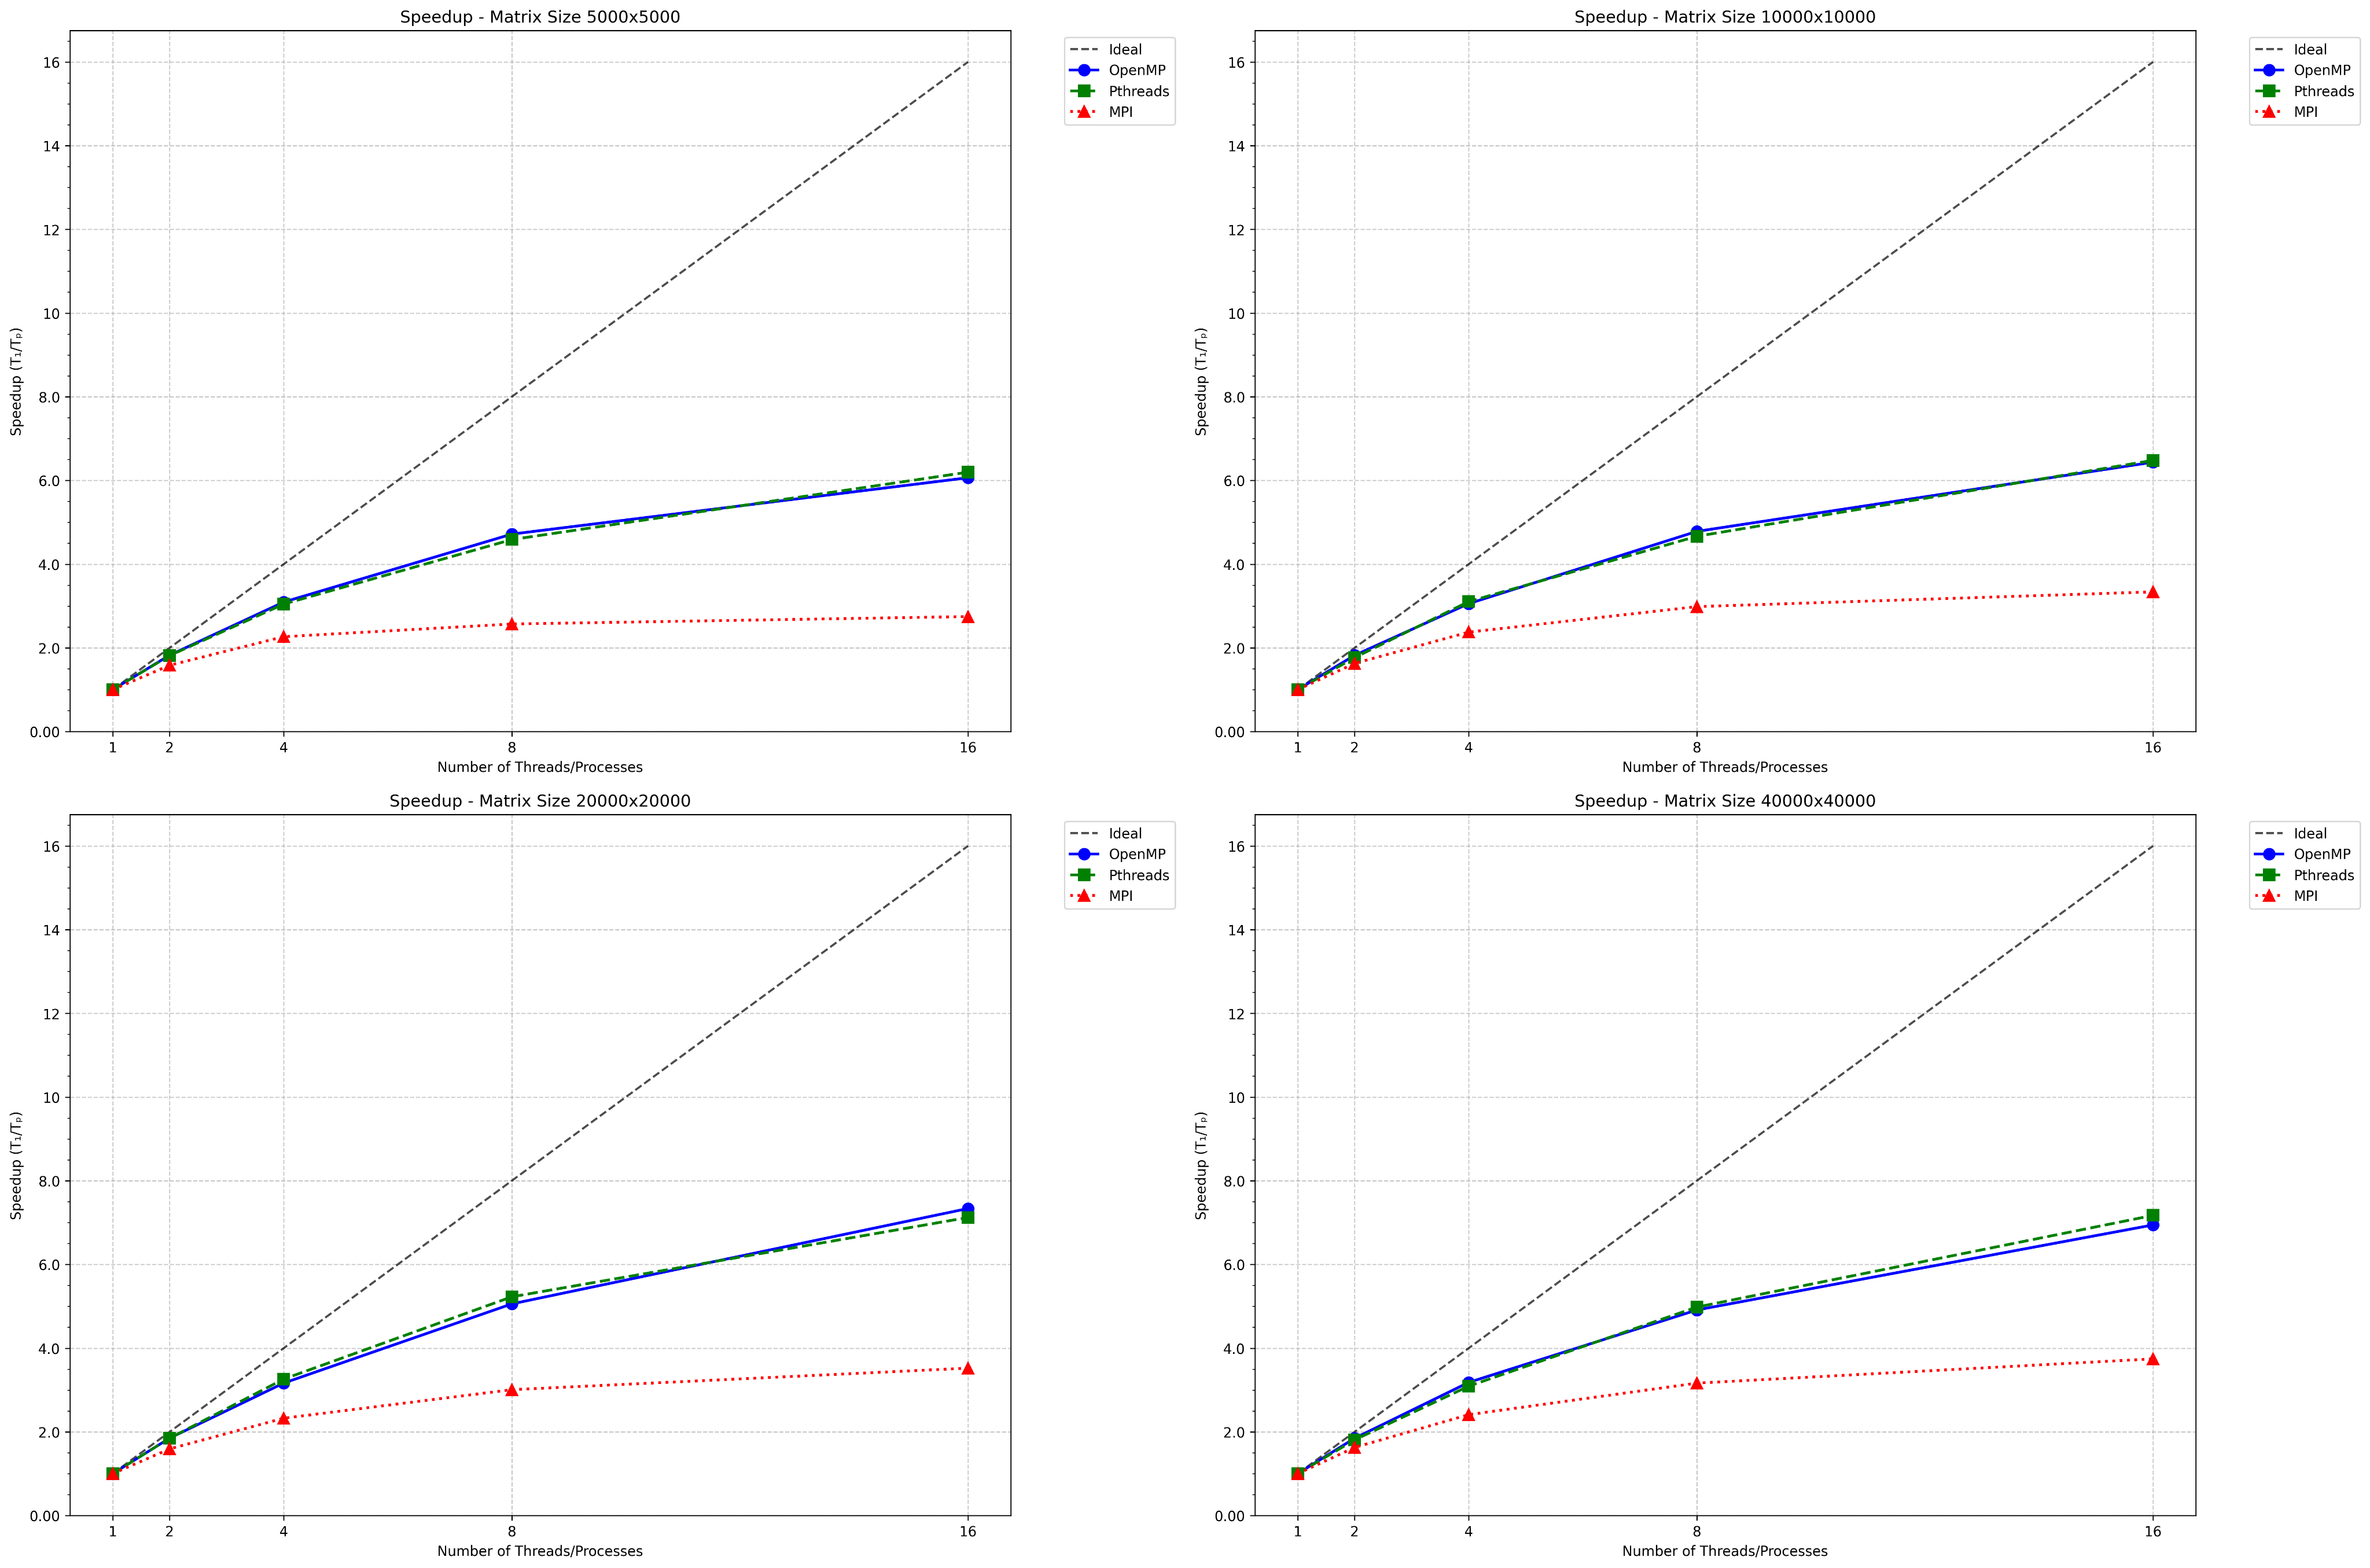 Speedup - Matrix Size 5000x5000
Speedup (T₁/Tₚ)
16
14
12
10
8.0
6.0
4.0
2.0
0.00
1 2 4 8 16
Number of Threads/Processes
Ideal
OpenMP
Pthreads
MPI
Speedup - Matrix Size 10000x10000
Speedup (T₁/Tₚ)
16
14
12
10
8.0
6.0
4.0
2.0
0.00
1 2 4 8 16
Number of Threads/Processes
Ideal
OpenMP
Pthreads
MPI
Speedup - Matrix Size 20000x20000
Speedup (T₁/Tₚ)
16
14
12
10
8.0
6.0
4.0
2.0
0.00
1 2 4 8 16
Number of Threads/Processes
Ideal
OpenMP
Pthreads
MPI
Speedup - Matrix Size 40000x40000
Speedup (T₁/Tₚ)
16
14
12
10
8.0
6.0
4.0
2.0
0.00
1 2 4 8 16
Number of Threads/Processes
Ideal
OpenMP
Pthreads
MPI